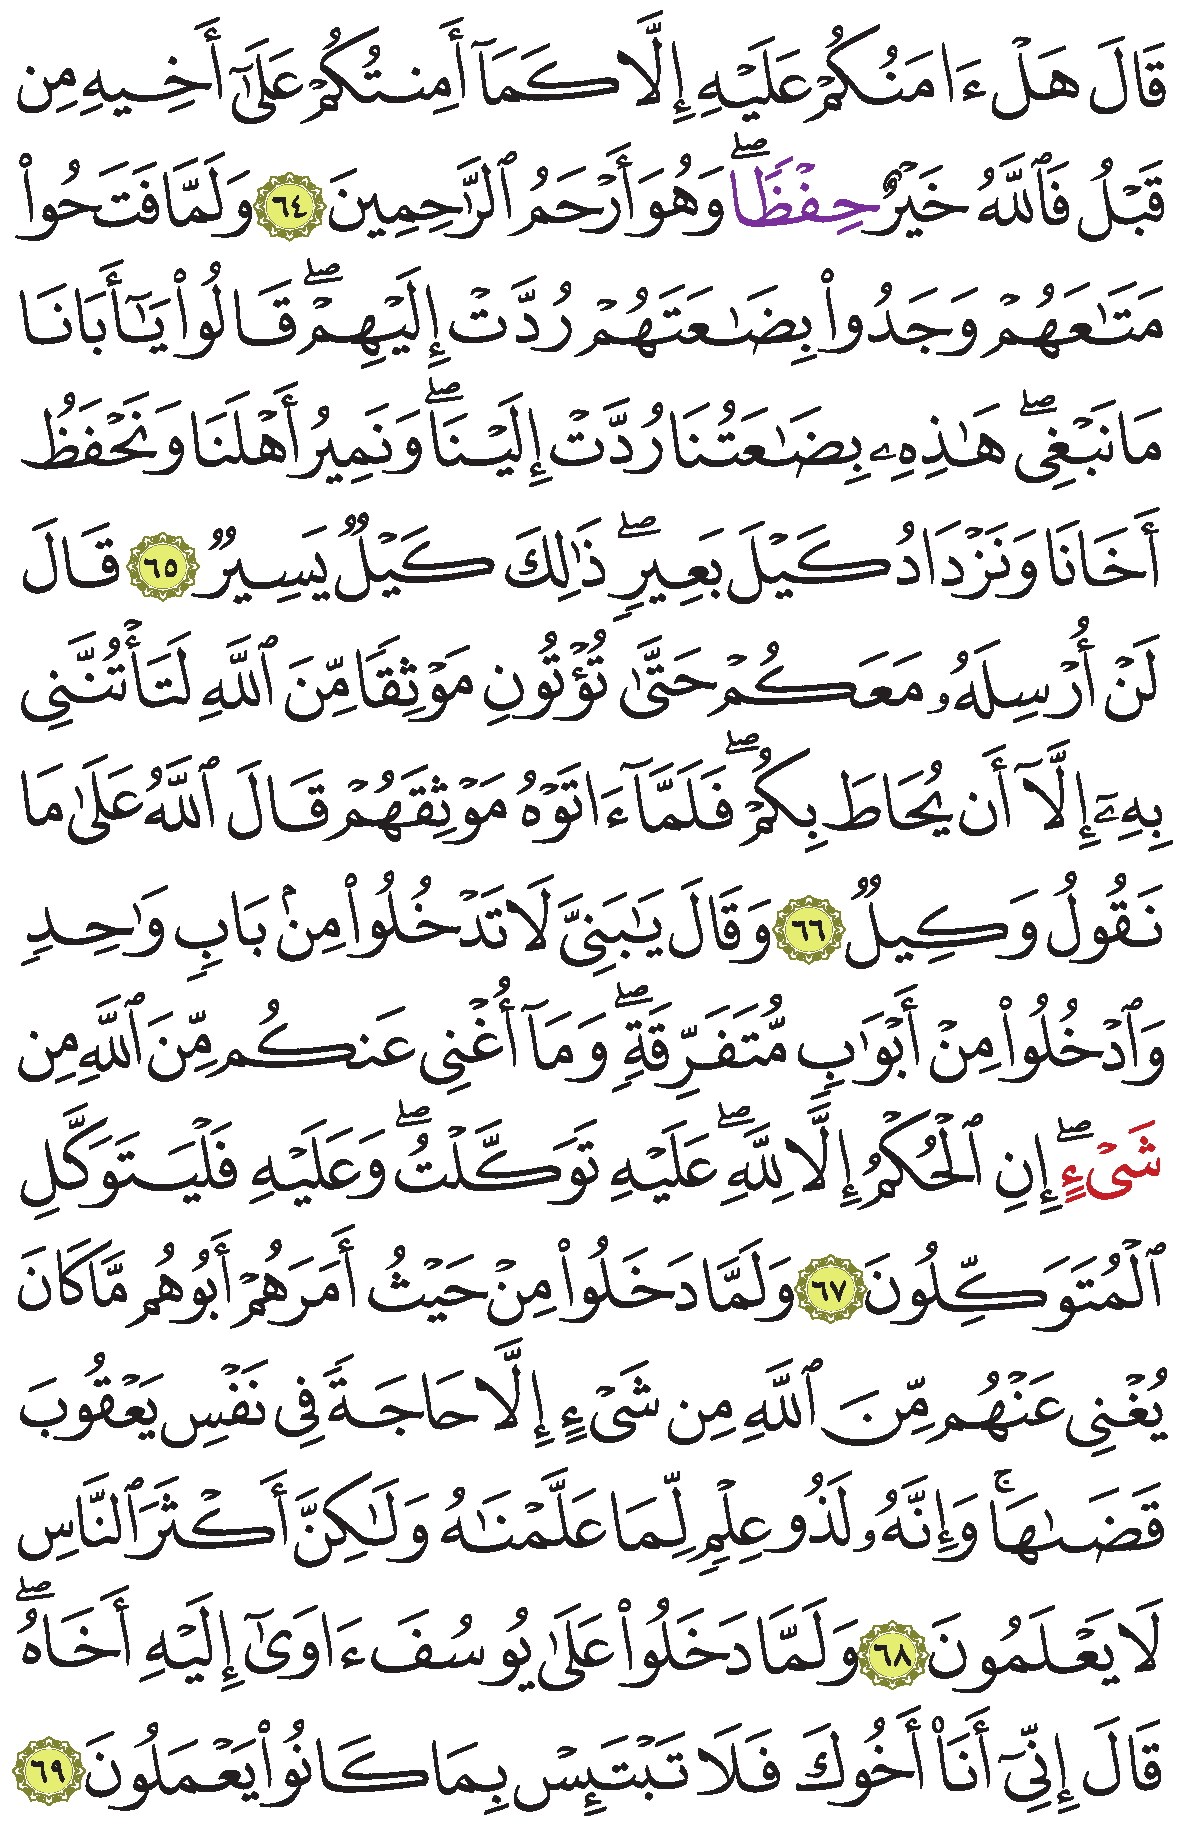 قَالَ هَلْ ءَامَنُكُمْ عَلَيْهِ إِلَّا كَمَآ أَمِنتُكُمْ عَلَىٰٓ أَخِيهِ مِن
قَبْلُ فَٱللَّهُ خَيْرٌ حِفْظًاۖ وَهُوَ أَرْحَمُ ٱلرَّٰحِمِينَ ٦٤ وَلَمَّا فَتَحُوا۟
مَتَٰعَهُمْ وَجَدُوا۟ بِضَٰعَتَهُمْ رُدَّتْ إِلَيْهِمْۖ قَالُوا۟ يَٰٓأَبَانَا
مَا نَبْغِىۖ هَٰذِهِۦ بِضَٰعَتُنَا رُدَّتْ إِلَيْنَاۖ وَنَمِيرُ أَهْلَنَا وَنَحْفَظُ
أَخَانَا وَنَزْدَادُ كَيْلَ بَعِيرٍۖ ذَٰلِكَ كَيْلٌ يَسِيرٌ ٦٥ قَالَ
لَنْ أُرْسِلَهُۥ مَعَكُمْ حَتَّىٰ تُؤْتُونِ مَوْثِقًا مِّنَ ٱللَّهِ لَتَأْتُنَّنِى
بِهِۦٓ إِلَّآ أَن يُحَاطَ بِكُمْۖ فَلَمَّآ ءَاتَوْهُ مَوْثِقَهُمْ قَالَ ٱللَّهُ عَلَىٰ مَا
نَقُولُ وَكِيلٌ ٦٦ وَقَالَ يَٰبَنِىَّ لَا تَدْخُلُوا۟ مِنۢ بَابٍ وَٰحِدٍ
وَٱدْخُلُوا۟ مِنْ أَبْوَٰبٍ مُّتَفَرِّقَةٍۖ وَمَآ أُغْنِى عَنكُم مِّنَ ٱللَّهِ مِن
شَىْءٍۖ إِنِ ٱلْحُكْمُ إِلَّا لِلَّهِۖ عَلَيْهِ تَوَكَّلْتُۖ وَعَلَيْهِ فَلْيَتَوَكَّلِ
ٱلْمُتَوَكِّلُونَ ٦٧ وَلَمَّا دَخَلُوا۟ مِنْ حَيْثُ أَمَرَهُمْ أَبُوهُم مَّا كَانَ
يُغْنِى عَنْهُم مِّنَ ٱللَّهِ مِن شَىْءٍ إِلَّا حَاجَةً فِى نَفْسِ يَعْقُوبَ
قَضَىٰهَاۚ وَإِنَّهُۥ لَذُو عِلْمٍ لِّمَا عَلَّمْنَٰهُ وَلَٰكِنَّ أَكْثَرَ ٱلنَّاسِ
لَا يَعْلَمُونَ ٦٨ وَلَمَّا دَخَلُوا۟ عَلَىٰ يُوسُفَ ءَاوَىٰٓ إِلَيْهِ أَخَاهُۖ
قَالَ إِنِّىٓ أَنَا۠ أَخُوكَ فَلَا تَبْتَئِسْ بِمَا كَانُوا۟ يَعْمَلُونَ ٦٩